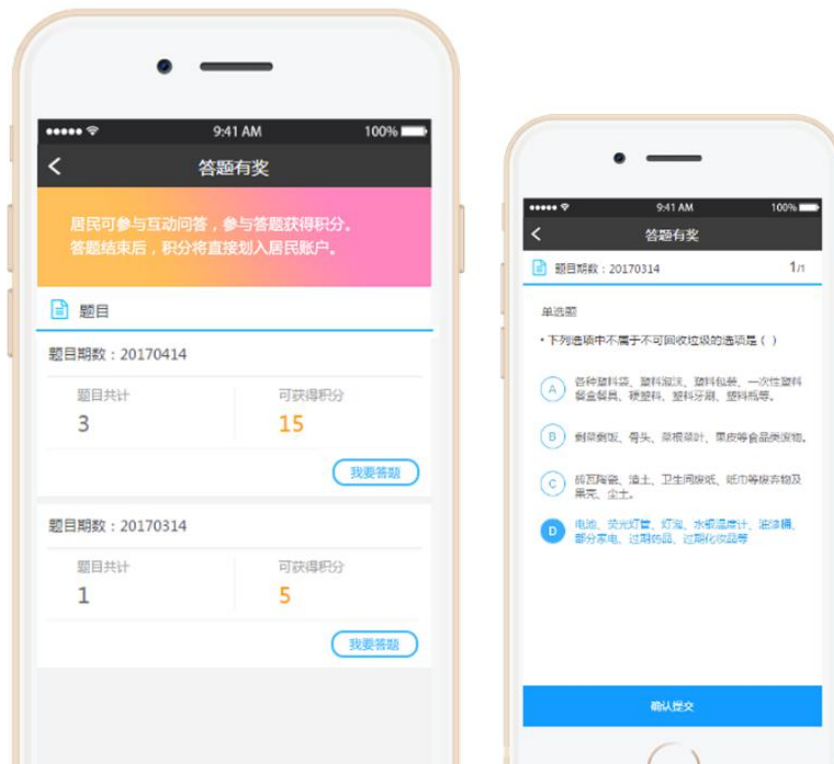 9:41 AM
100%
答题有奖
居民可参与互动问答，参与答题获得积分。
答题结束后，积分将直接划入居民账户。
题目
题目期数：20170414
题目共计
可获得积分
3
15
我要答题
题目期数：20170314
题目共计
可获得积分
1
5
我要答题
9:41 AM
100%
答题有奖
题目期数：20170314
1/1
单选题
•下列选项中不属于不可回收垃圾的选项是（ ）
A
各种塑料袋、塑料泡沫、塑料包装、一次性塑料
餐盒餐具、硬塑料、塑料牙刷、塑料瓶等。
B
剩菜剩饭、骨头、菜根菜叶、果皮等食品类废物。
C
砖瓦陶瓷、渣土、卫生间废纸、纸巾等废弃物及
果壳、尘土。
D
电池、荧光灯管、灯泡、水银温度计、油漆桶、
部分家电、过期药品、过期化妆品等
确认提交